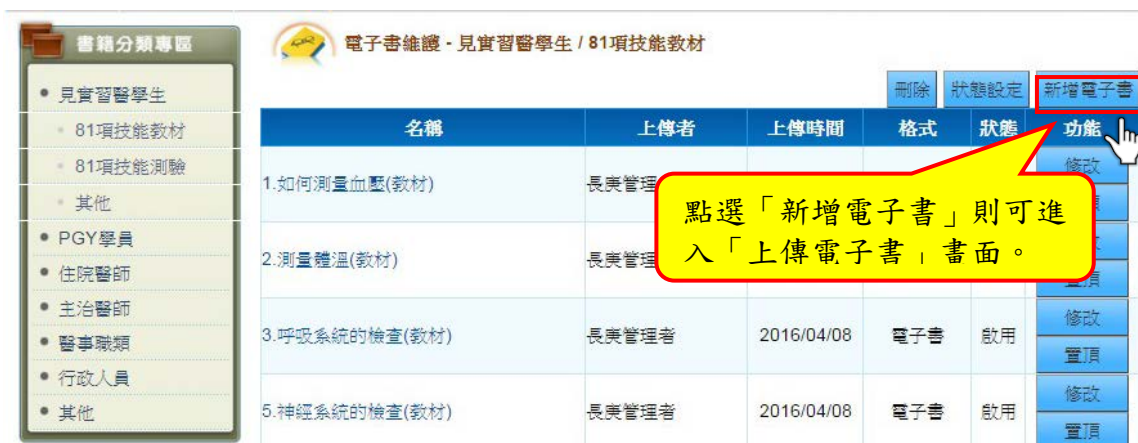 書籍分類專區
電子書維護 - 見實習醫學生 / 81項技能教材
• 見實習醫學生
81項技能教材
81項技能測驗
其他
• PGY學員
• 住院醫師
• 主治醫師
• 醫事職類
• 行政人員
• 其他
刪除 狀態設定 新增電子書
名稱 上傳者 上傳時間 格式 狀態 功能
1.如何測量血壓(教材) 長庚管理 修改
點選「新增電子書」則可進
入「上傳電子書」書面。
2.測量體溫(教材) 長庚管理
置頂
3.呼吸系統的檢查(教材) 長庚管理者 2016/04/08 電子書 啟用 修改
置頂
5.神經系統的檢查(教材) 長庚管理者 2016/04/08 電子書 啟用 修改
置頂